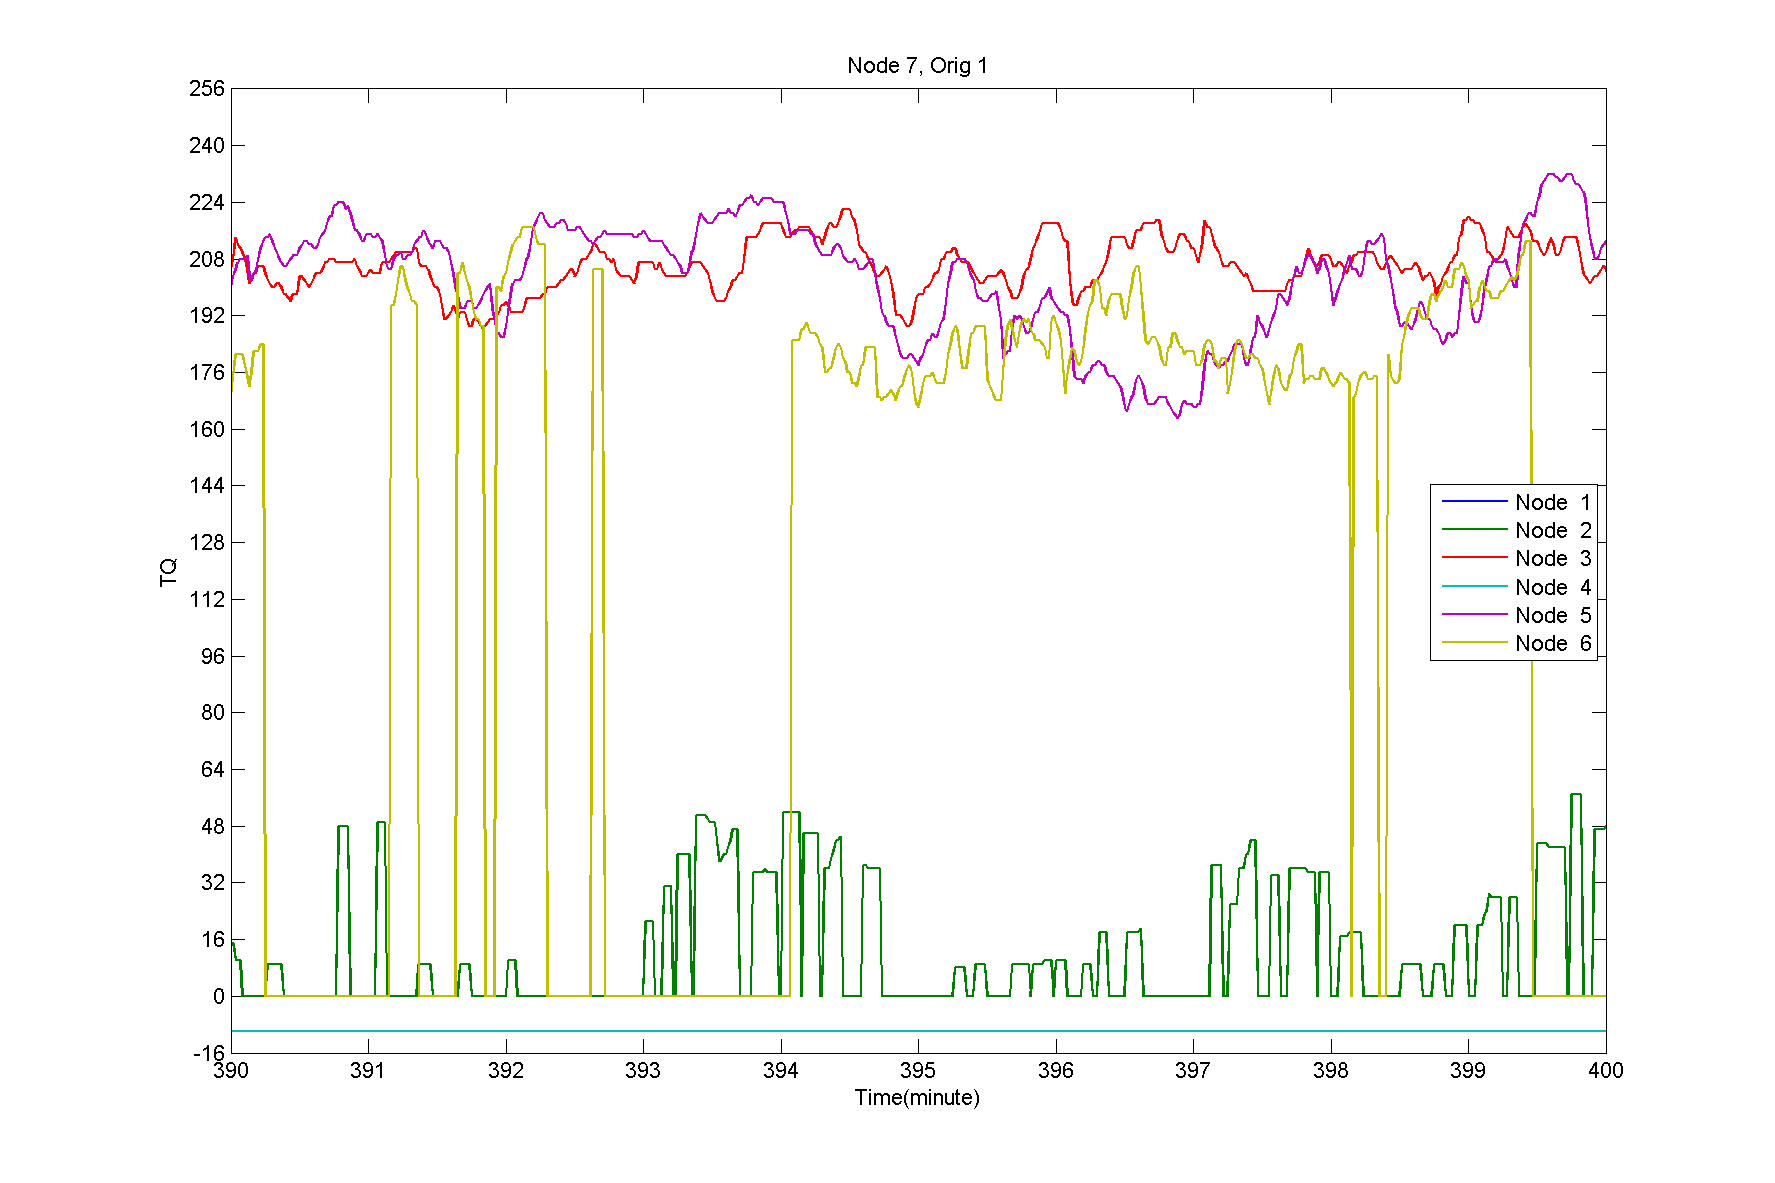 Node 7, Orig 1
256
240
224
208
192
176
160
144
128
112
96
80
64
48
32
16
0
-16
TQ
Node 1
Node 2
Node 3
Node 4
Node 5
Node 6
390 391 392 393 394 395 396 397 398 399 400
Time(minute)